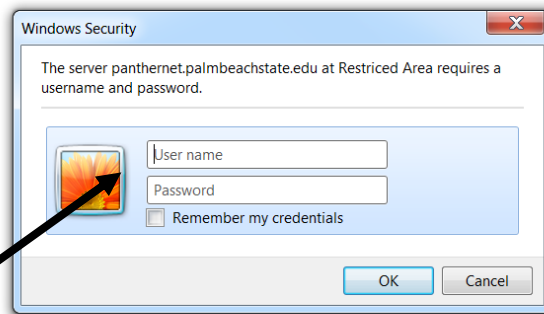 Windows Security
The server panthernet.palmbeachstate.edu at Restriced Area requires a
username and password.
User name
Password
Remember my credentials
OK
Cancel